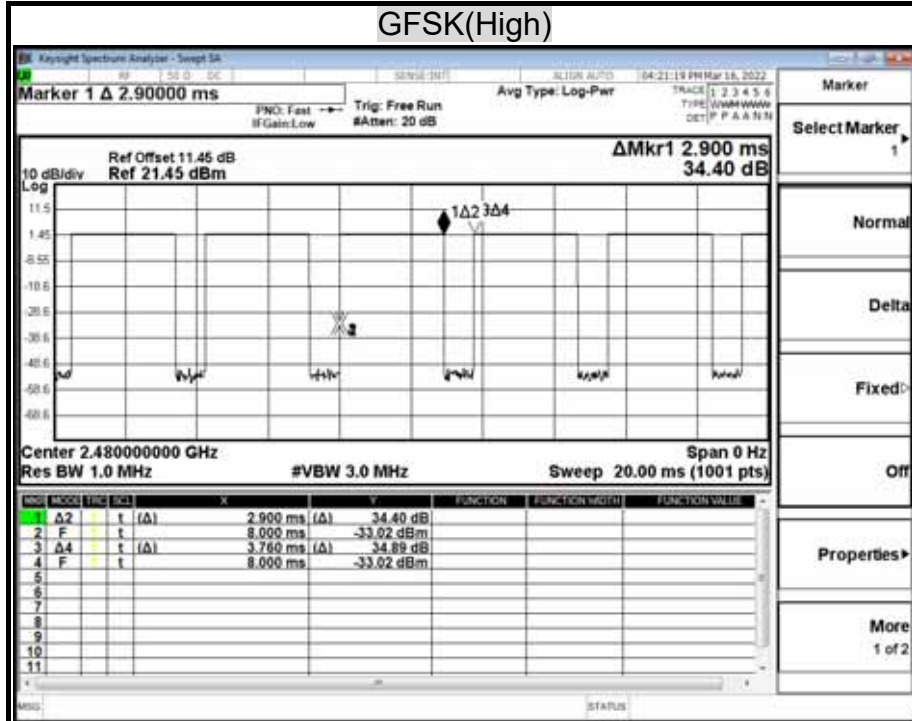 GFSK(High)
Keysight Spectrum Analyzer - Swept SA
RF 50 Ω DC SENSE:INT ALIGN AUTO 04:21:19 PM Mar 16, 2022
Marker 1 Δ 2.90000 ms
PNO: Fast
IFGain:Low
Trig: Free Run
#Atten: 20 dB
Avg Type: Log-Pwr
TRACE 1 2 3 4 5 6
TYPE WWWWWW
DET P P A A N N
Ref Offset 11.45 dB
10 dB/div Ref 21.45 dBm
ΔMkr1 2.900 ms
34.40 dB
Log
11.5
1.45
-8.55
-18.6
-28.6
-38.6
-48.6
-58.6
-68.6
1Δ2 3Δ4
Center 2.480000000 GHz Span 0 Hz
Res BW 1.0 MHz #VBW 3.0 MHz Sweep 20.00 ms (1001 pts)
MKR MODE TRC SCL X Y FUNCTION FUNCTION WIDTH FUNCTION VALUE
1 Δ2 t (Δ) 2.900 ms (Δ) 34.40 dB
2 F t 8.000 ms -33.02 dBm
3 Δ4 t (Δ) 3.760 ms (Δ) 34.89 dB
4 F t 8.000 ms -33.02 dBm
5
6
7
8
9
10
11
MSG STATUS
Marker
Select Marker
1
Normal
Delta
Fixed
Off
Properties
More
1 of 2